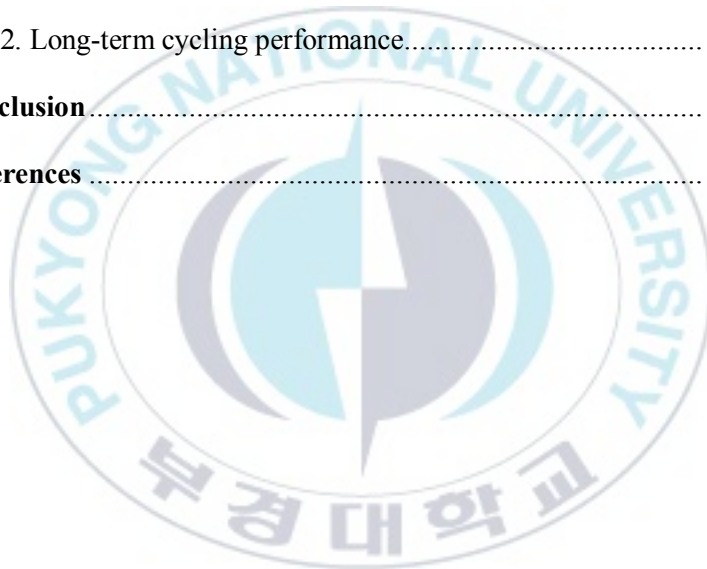 2. Long-term cycling performance
clusion
erences
PUKYONG NATIONAL UNIVERSITY
부경대학교